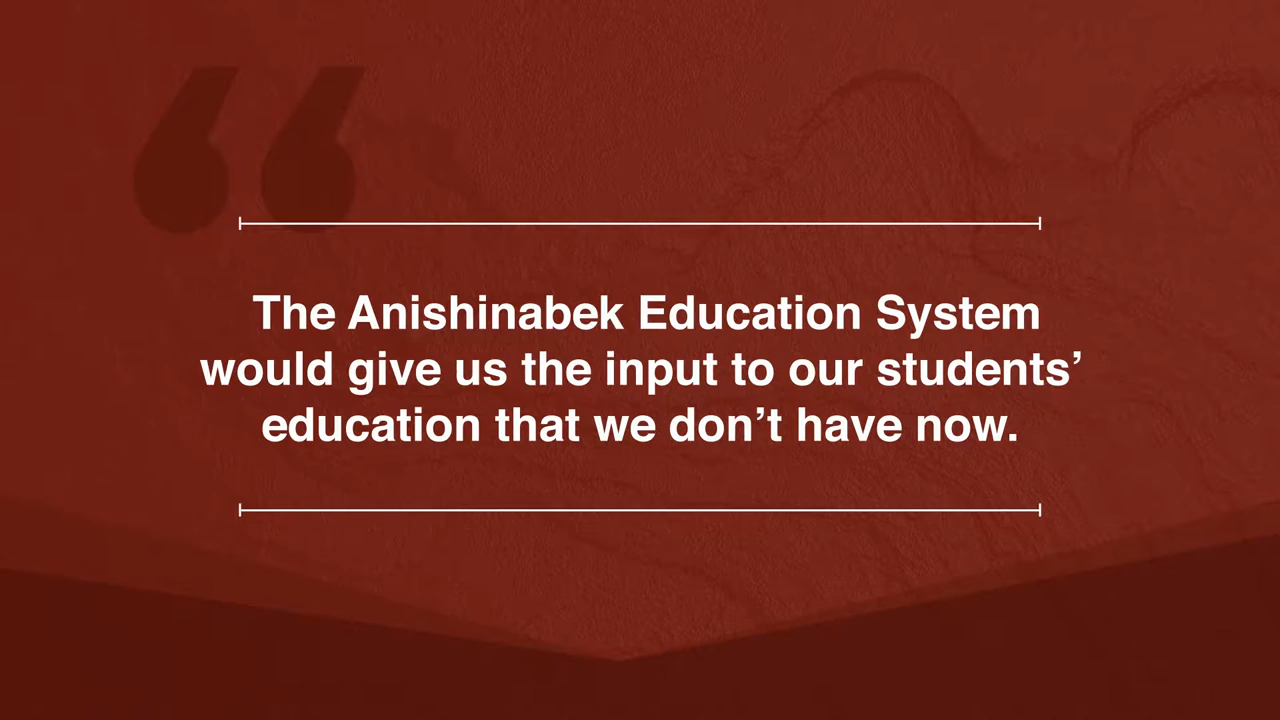 The Anishinabek Education System
would give us the input to our students’
education that we don’t have now.